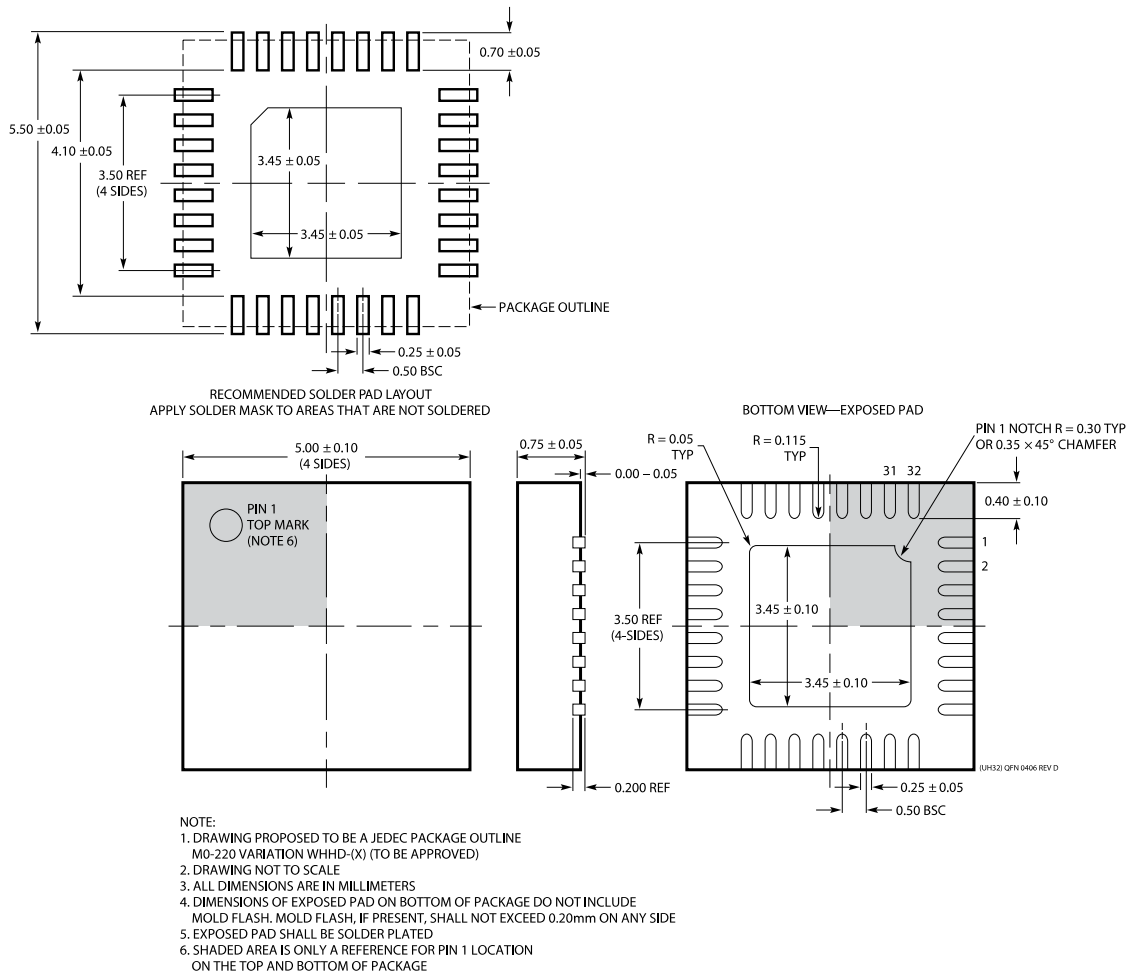 0.70 ±0.05
5.50 ±0.05
4.10 ±0.05
3.50 REF
(4 SIDES)
3.45 ± 0.05
3.45 ± 0.05
PACKAGE OUTLINE
0.25 ± 0.05
0.50 BSC
RECOMMENDED SOLDER PAD LAYOUT
APPLY SOLDER MASK TO AREAS THAT ARE NOT SOLDERED
5.00 ± 0.10
(4 SIDES)
PIN 1
TOP MARK
(NOTE 6)
0.75 ± 0.05
0.00 – 0.05
0.200 REF
BOTTOM VIEW—EXPOSED PAD
R = 0.05
TYP
R = 0.115
TYP
PIN 1 NOTCH R = 0.30 TYP
OR 0.35 × 45° CHAMFER
31 32
0.40 ± 0.10
1
2
3.50 REF
(4-SIDES)
3.45 ± 0.10
3.45 ± 0.10
(UH32) QFN 0406 REV D
0.25 ± 0.05
0.50 BSC
NOTE:
1. DRAWING PROPOSED TO BE A JEDEC PACKAGE OUTLINE
M0-220 VARIATION WHHD-(X) (TO BE APPROVED)
2. DRAWING NOT TO SCALE
3. ALL DIMENSIONS ARE IN MILLIMETERS
4. DIMENSIONS OF EXPOSED PAD ON BOTTOM OF PACKAGE DO NOT INCLUDE
MOLD FLASH. MOLD FLASH, IF PRESENT, SHALL NOT EXCEED 0.20mm ON ANY SIDE
5. EXPOSED PAD SHALL BE SOLDER PLATED
6. SHADED AREA IS ONLY A REFERENCE FOR PIN 1 LOCATION
ON THE TOP AND BOTTOM OF PACKAGE